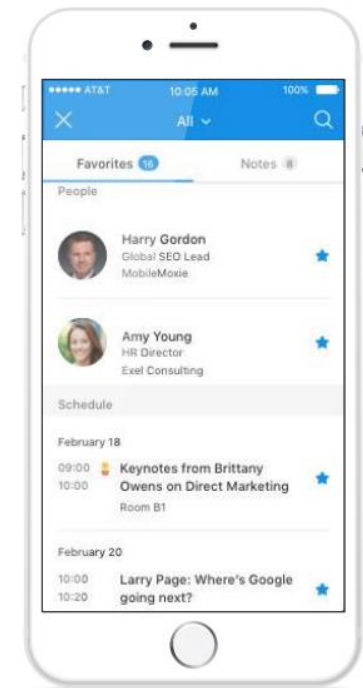 AT&T 10:05 AM 100%
All
Favorites 16 Notes 8
People
Harry Gordon
Global SEO Lead
MobileMoxie
Amy Young
HR Director
Exel Consulting
Schedule
February 18
09:00 Keynotes from Brittany
10:00 Owens on Direct Marketing
Room B1
February 20
10:00 Larry Page: Where's Google
10:20 going next?